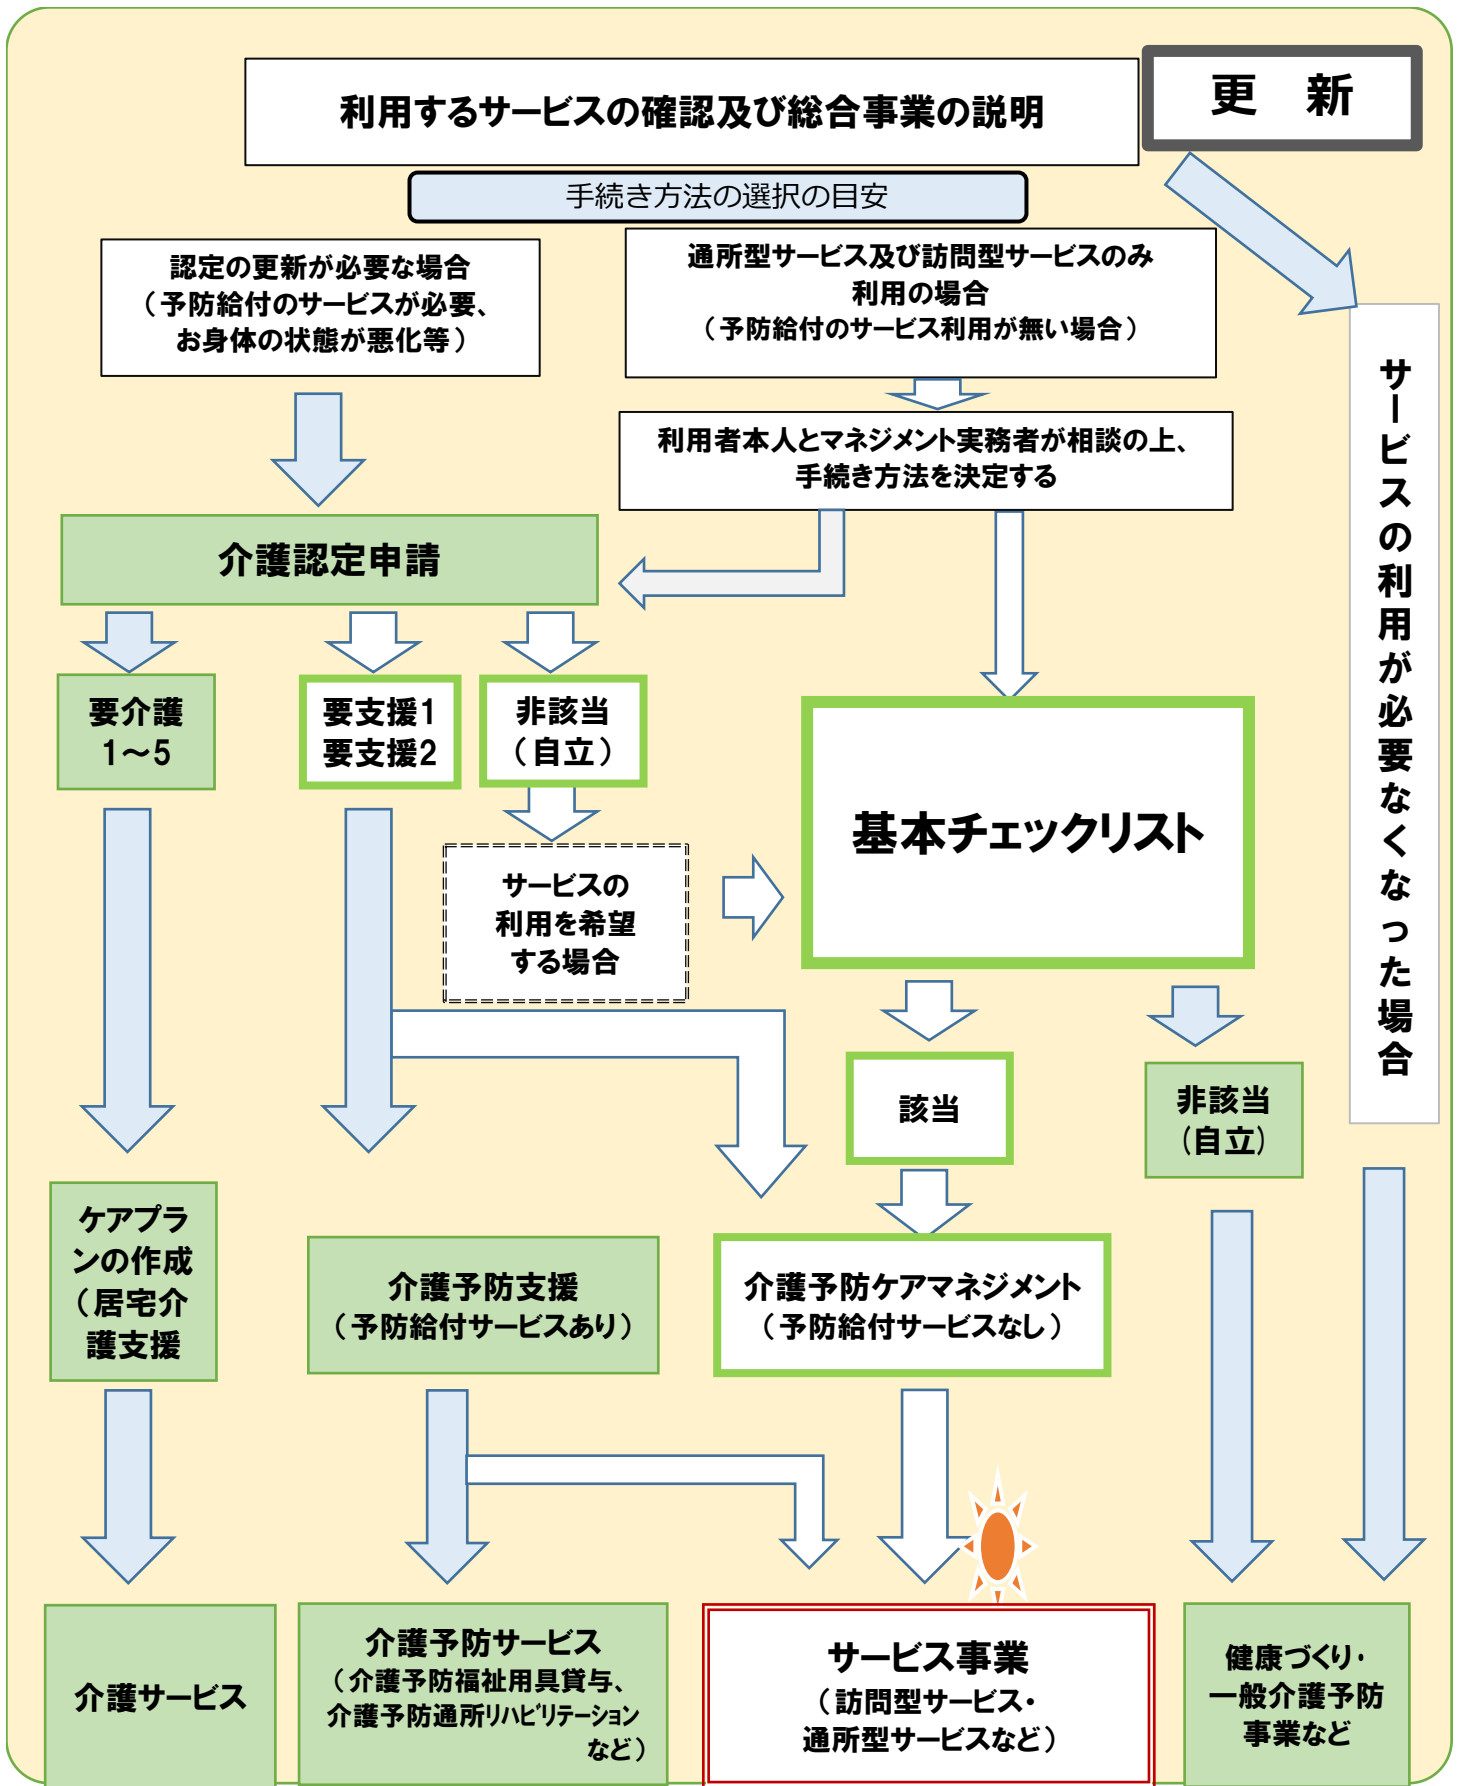 利用するサービスの確認及び総合事業の説明
更　新
手続き方法の選択の目安
認定の更新が必要な場合
（予防給付のサービスが必要、
お身体の状態が悪化等）
通所型サービス及び訪問型サービスのみ
利用の場合
（予防給付のサービス利用が無い場合）
利用者本人とマネジメント実務者が相談の上、
手続き方法を決定する
サービスの利用が必要なくなった場合
介護認定申請
要介護
1～5
要支援1
要支援2
非該当
（自立）
基本チェックリスト
サービスの
利用を希望
する場合
該当
非該当
（自立）
ケアプラ
ンの作成
（居宅介
護支援
介護予防支援
（予防給付サービスあり）
介護予防ケアマネジメント
（予防給付サービスなし）
介護サービス
介護予防サービス
（介護予防福祉用具貸与、
介護予防通所ﾘﾊﾋﾞﾘﾃｰｼｮﾝ
など）
サービス事業
（訪問型サービス・
通所型サービスなど）
健康づくり・
一般介護予防
事業など